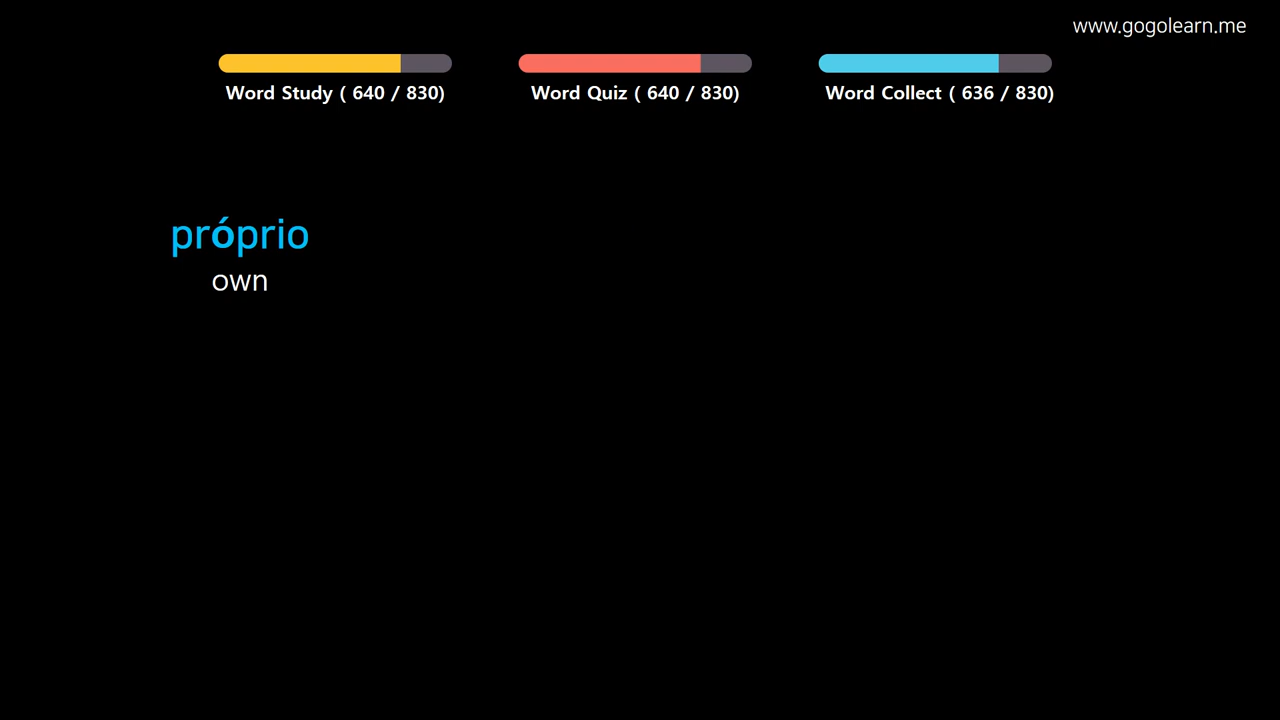 www.gogolearn.me
Word Study ( 640 / 830)
Word Quiz ( 640 / 830)
Word Collect ( 636 / 830)
próprio
own